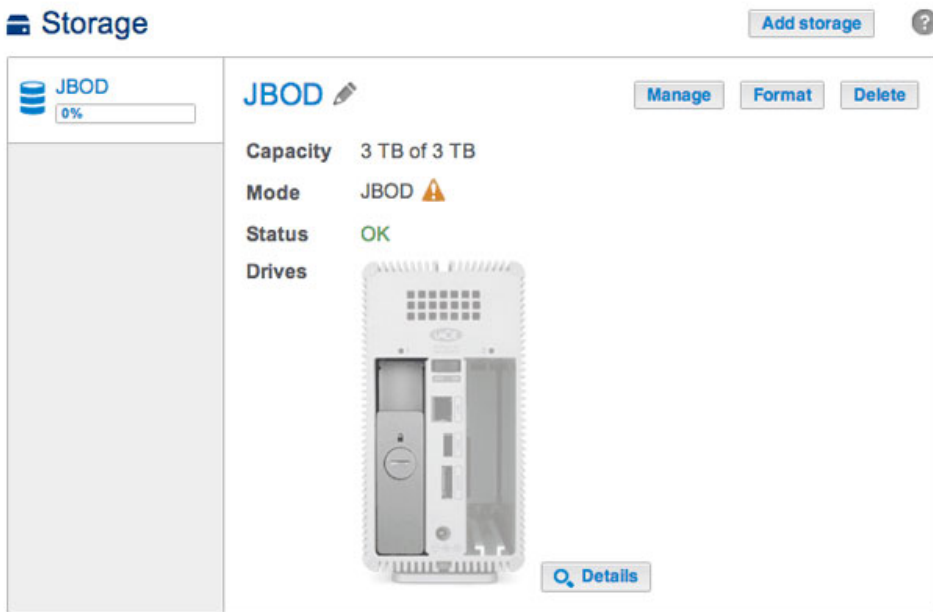 Storage
Add storage
?
JBOD
0%
JBOD
Manage
Format
Delete
Capacity 3 TB of 3 TB
Mode JBOD
Status OK
Drives
Details